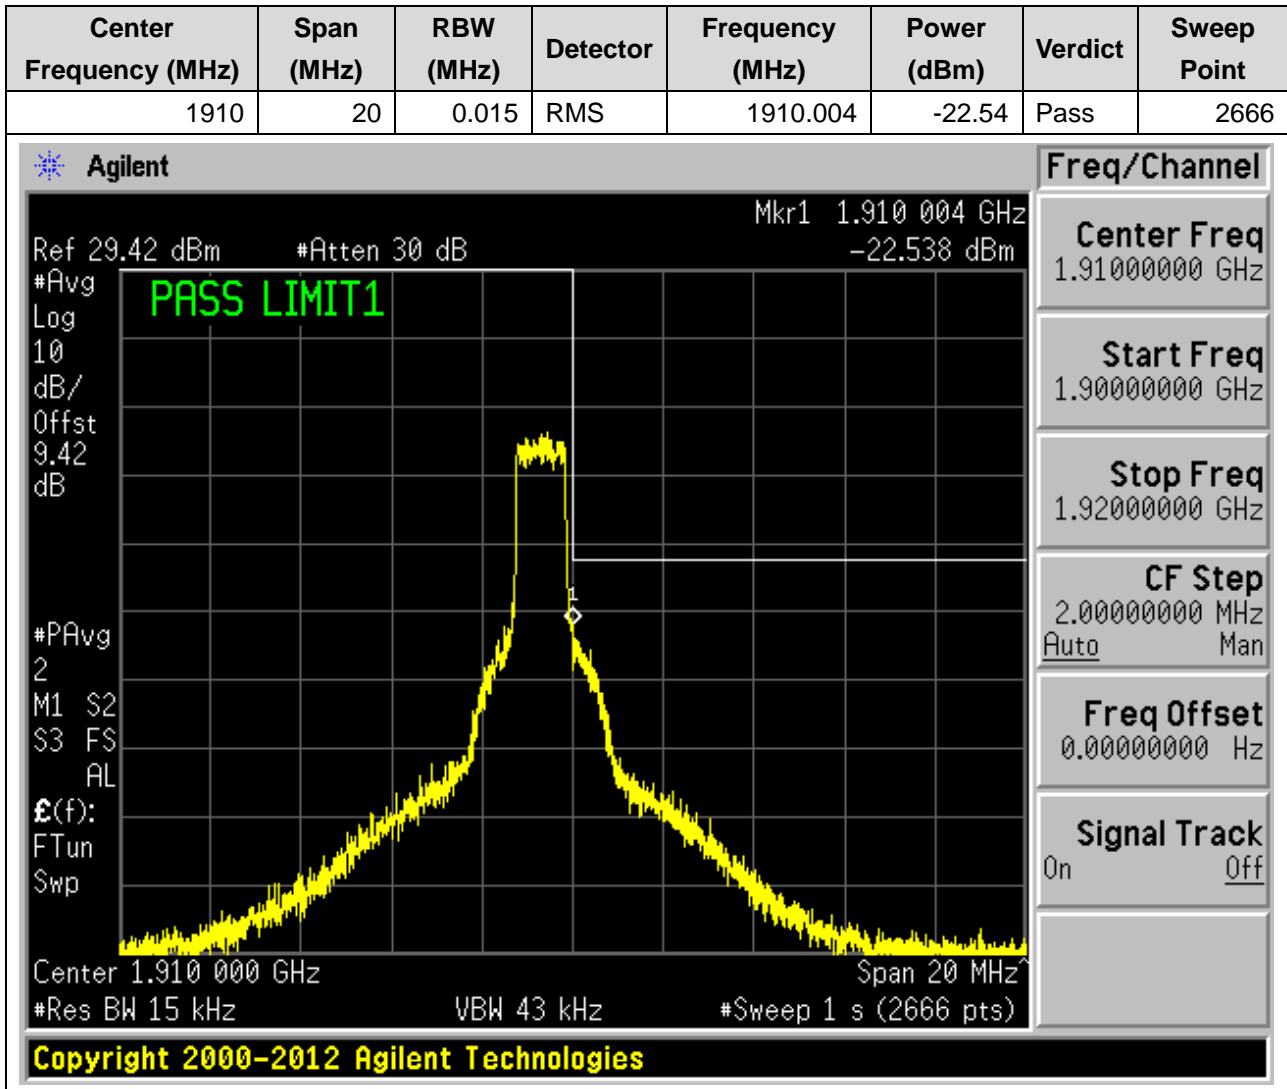 Center Frequency (MHz) Span (MHz) RBW (MHz) Detector Frequency (MHz) Power (dBm) Verdict Sweep Point
1910 20 0.015 RMS 1910.004 -22.54 Pass 2666
Agilent
Freq/Channel
Mkr1 1.910 004 GHz
Ref 29.42 dBm #Atten 30 dB -22.538 dBm
#Avg
Log
10
dB/
Offst
9.42
dB
PASS LIMIT1
1
#PAvg
2
M1 S2
S3 FS
AL
£(f):
FTun
Swp
Center 1.910 000 GHz Span 20 MHz^
#Res BW 15 kHz VBW 43 kHz #Sweep 1 s (2666 pts)
Center Freq
1.91000000 GHz
Start Freq
1.90000000 GHz
Stop Freq
1.92000000 GHz
CF Step
2.00000000 MHz
Auto Man
Freq Offset
0.00000000 Hz
Signal Track
On Off
Copyright 2000-2012 Agilent Technologies